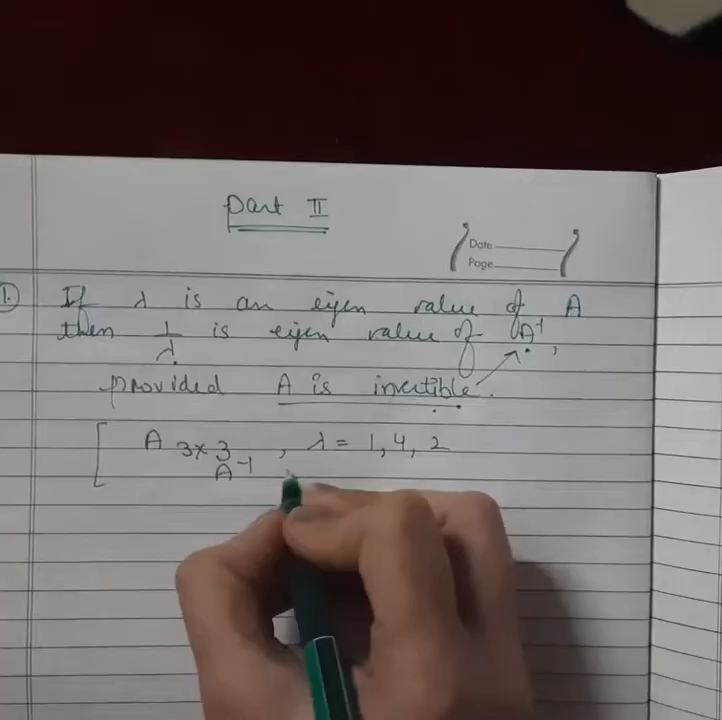 Part II
Date
Page
1. If λ is an eigen value of A
then 1/λ is eigen value of A⁻¹,
provided A is invertible.
A 3×3 , λ = 1, 4, 2
A⁻¹